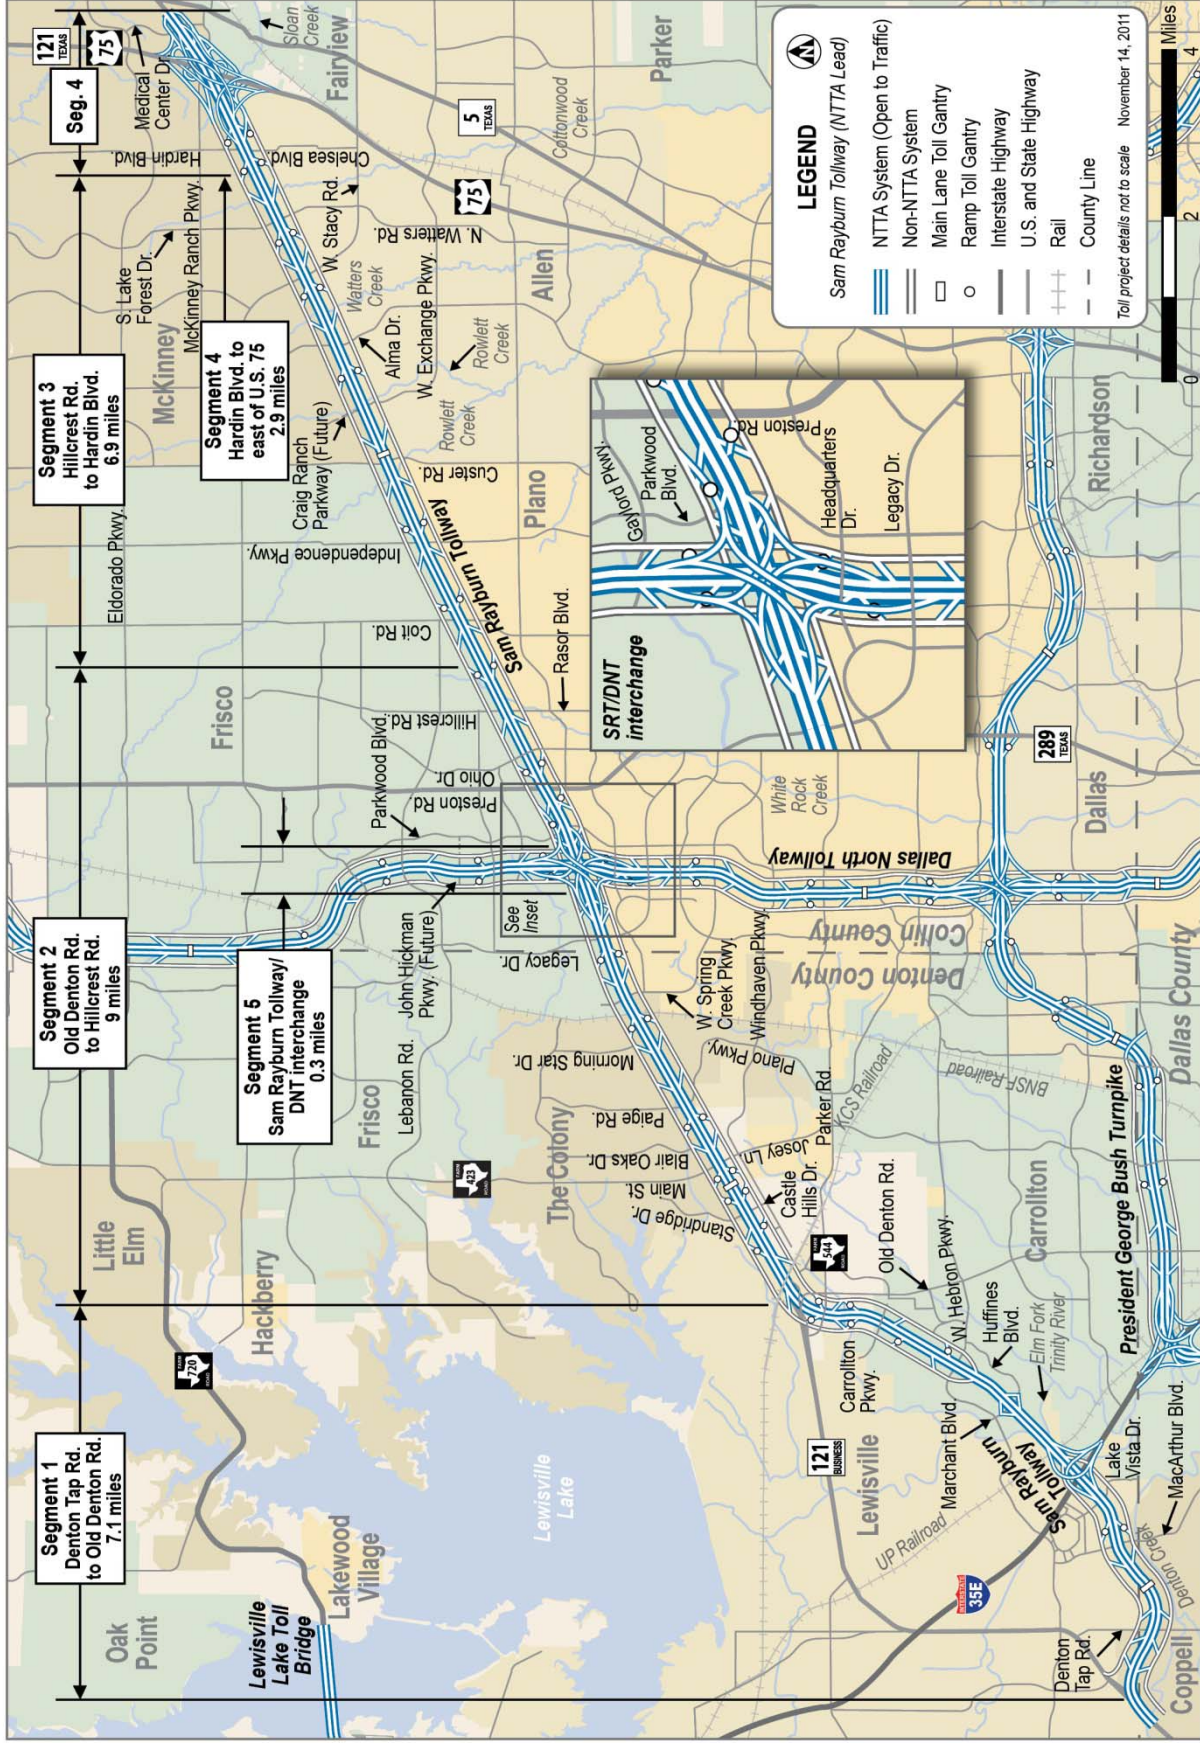 Segment 1
Denton Tap Rd.
to Old Denton Rd.
7.1 miles
Segment 2
Old Denton Rd.
to Hillcrest Rd.
9 miles
Segment 3
Hillcrest Rd.
to Hardin Blvd.
6.9 miles
Seg. 4
121
TEXAS
75
Medical
Center Dr.
Sloan
Creek
Fairview
Oak
Point
Little
Elm
FARM
720
ROAD
Hackberry
Eldorado Pkwy.
McKinney
S. Lake
Forest Dr.
McKinney Ranch Pkwy.
Hardin Blvd.
Segment 4
Hardin Blvd. to
east of U.S. 75
2.9 miles
Chelsea Blvd.
Segment 5
Sam Rayburn Tollway/
DNT interchange
0.3 miles
Frisco
Lewisville
Lake Toll
Bridge
Lakewood
Village
Frisco
Lebanon Rd.
John Hickman
Pkwy. (Future)
Parkwood Blvd.
Preston Rd
Ohio Dr.
Hillcrest Rd.
Coit Rd.
Independence Pkwy.
Craig Ranch
Parkway (Future)
W. Stacy Rd.
Watters
Creek
Alma Dr.
N. Watters Rd.
W. Exchange Pkwy.
Rowlett
Creek
Rowlett
Creek
Custer Rd.
75
5
TEXAS
Cottonwood
Creek
Parker
Allen
Plano
FARM
423
ROAD
Lewisville
Lake
The Colony
Standridge Dr.
Main St.
Blair Oaks Dr.
Paige Rd.
Morning Star Dr.
Legacy Dr.
See
Inset
Sam Rayburn Tollway
Rasor Blvd.
SRT/DNT
interchange
Gaylord Pkwy.
Parkwood
Blvd.
Preston Rd.
Headquarters
Dr.
Legacy Dr.
Castle
Hills Dr.
Josey Ln.
Parker Rd.
Plano Pkwy.
W. Spring
Creek Pkwy.
Windhaven Pkwy.
Denton County
Collin County
Dallas North Tollway
White
Rock
Creek
KCS Railroad
BNSF Railroad
FARM
544
ROAD
Old Denton Rd.
121
BUSINESS
Carrollton
Pkwy.
Lewisville
W. Hebron Pkwy.
Huffines
Blvd.
Marchant Blvd.
Elm Fork
Trinity River
Carrollton
Sam Rayburn
Tollway
UP Railroad
INTERSTATE
35E
Lake
Vista Dr.
MacArthur Blvd.
Denton Creek
Denton
Tap Rd.
Coppell
President George Bush Turnpike
Dallas County
Dallas
289
TEXAS
Richardson
LEGEND
N
Sam Rayburn Tollway (NTTA Lead)
NTTA System (Open to Traffic)
Non-NTTA System
Main Lane Toll Gantry
Ramp Toll Gantry
Interstate Highway
U.S. and State Highway
Rail
County Line
Toll project details not to scale November 14, 2011
0 2 4
Miles